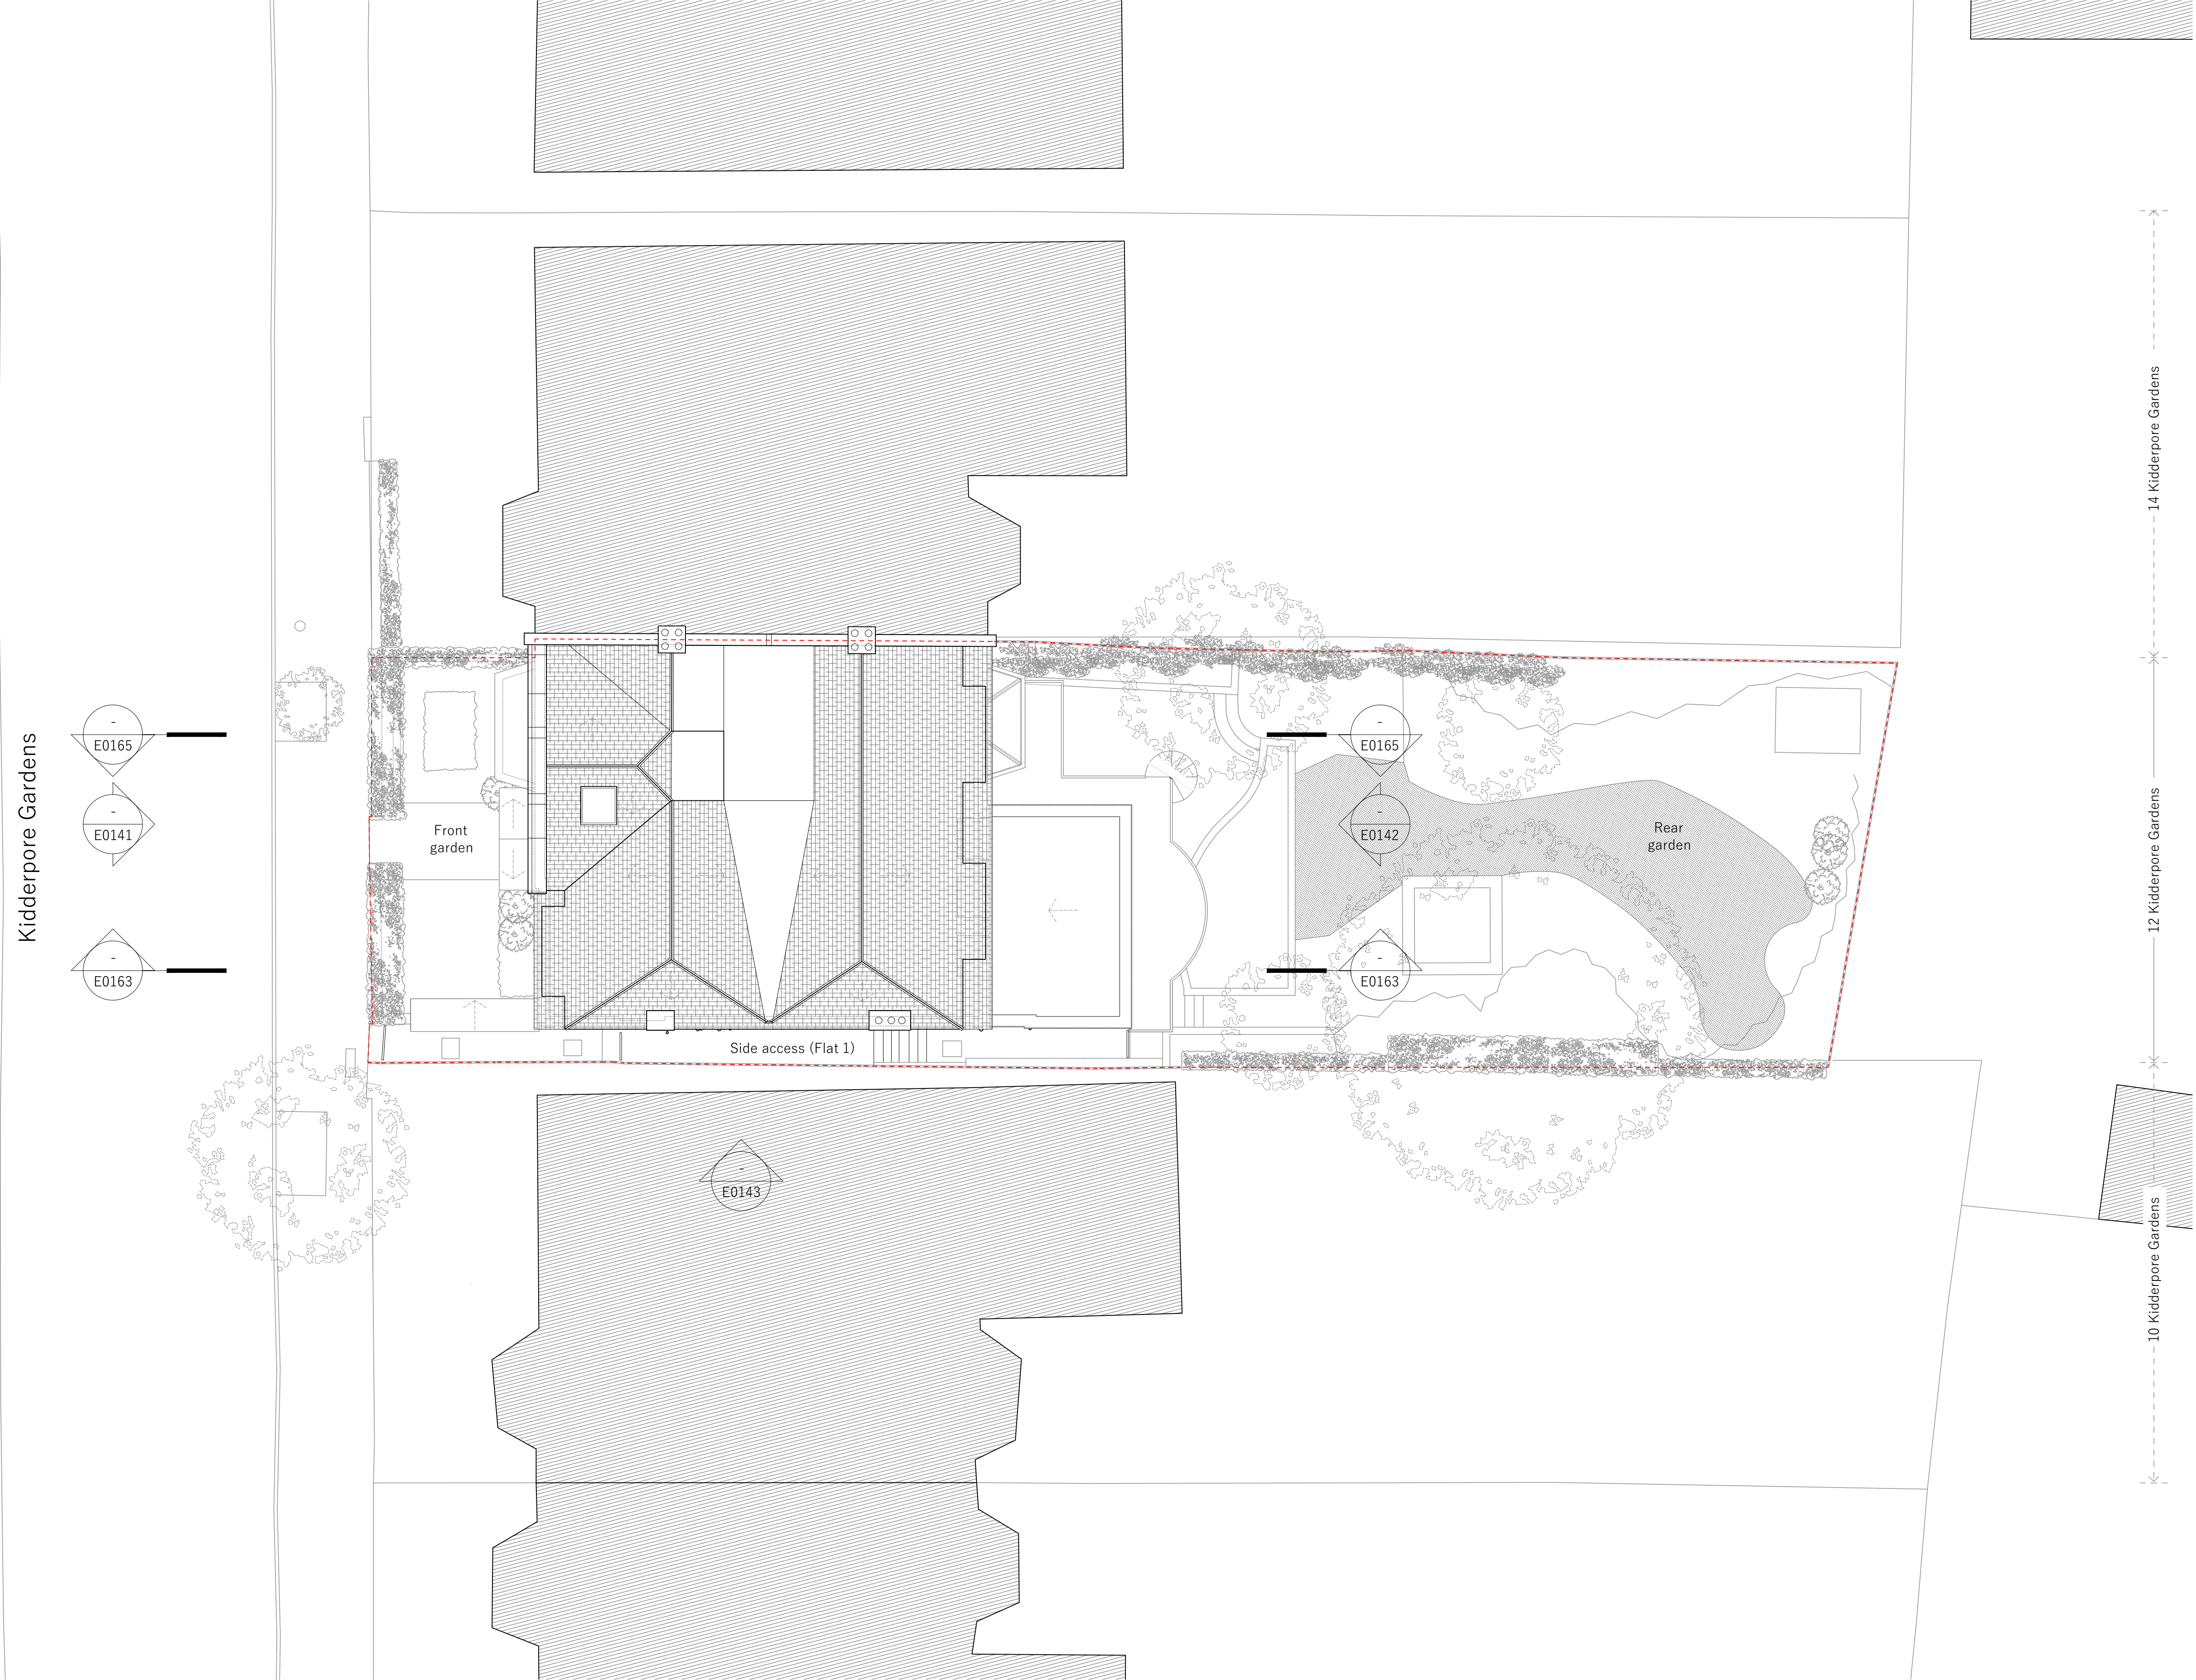 14 Kidderpore Gardens
Kidderpore Gardens
-
E0165
-
E0165
-
E0141
-
E0142
Front
garden
Rear
garden
12 Kidderpore Gardens
-
E0163
-
E0163
Side access (Flat 1)
-
E0143
10 Kidderpore Gardens